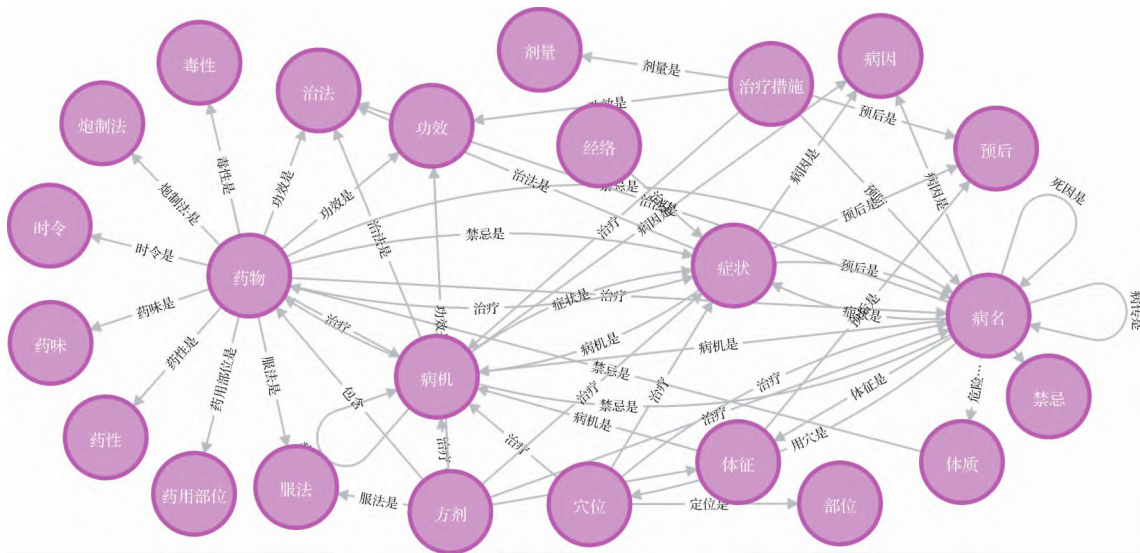 剂量
病因
毒性
治疗措施
治法
炮制法
功效
经络
预后
时令
药物
症状
病名
药味
病机
禁忌
药性
药用部位
服法
方剂
穴位
体征
部位
体质
剂量是
预后是
病因是
病因是
死因是
毒性是
功效是
功效是
炮制法是
治法是
治疗
病因是
预后是
时令是
治法是
禁忌是
预后是
药味是
治疗
治疗
症状是
病传是
治疗
药性是
病机是
病机是
禁忌是
危险…
药用部位是
服法是
包含
治疗
治疗
治疗
治疗
禁忌是
体征是
病机是
治疗
治疗
用穴是
服法是
定位是